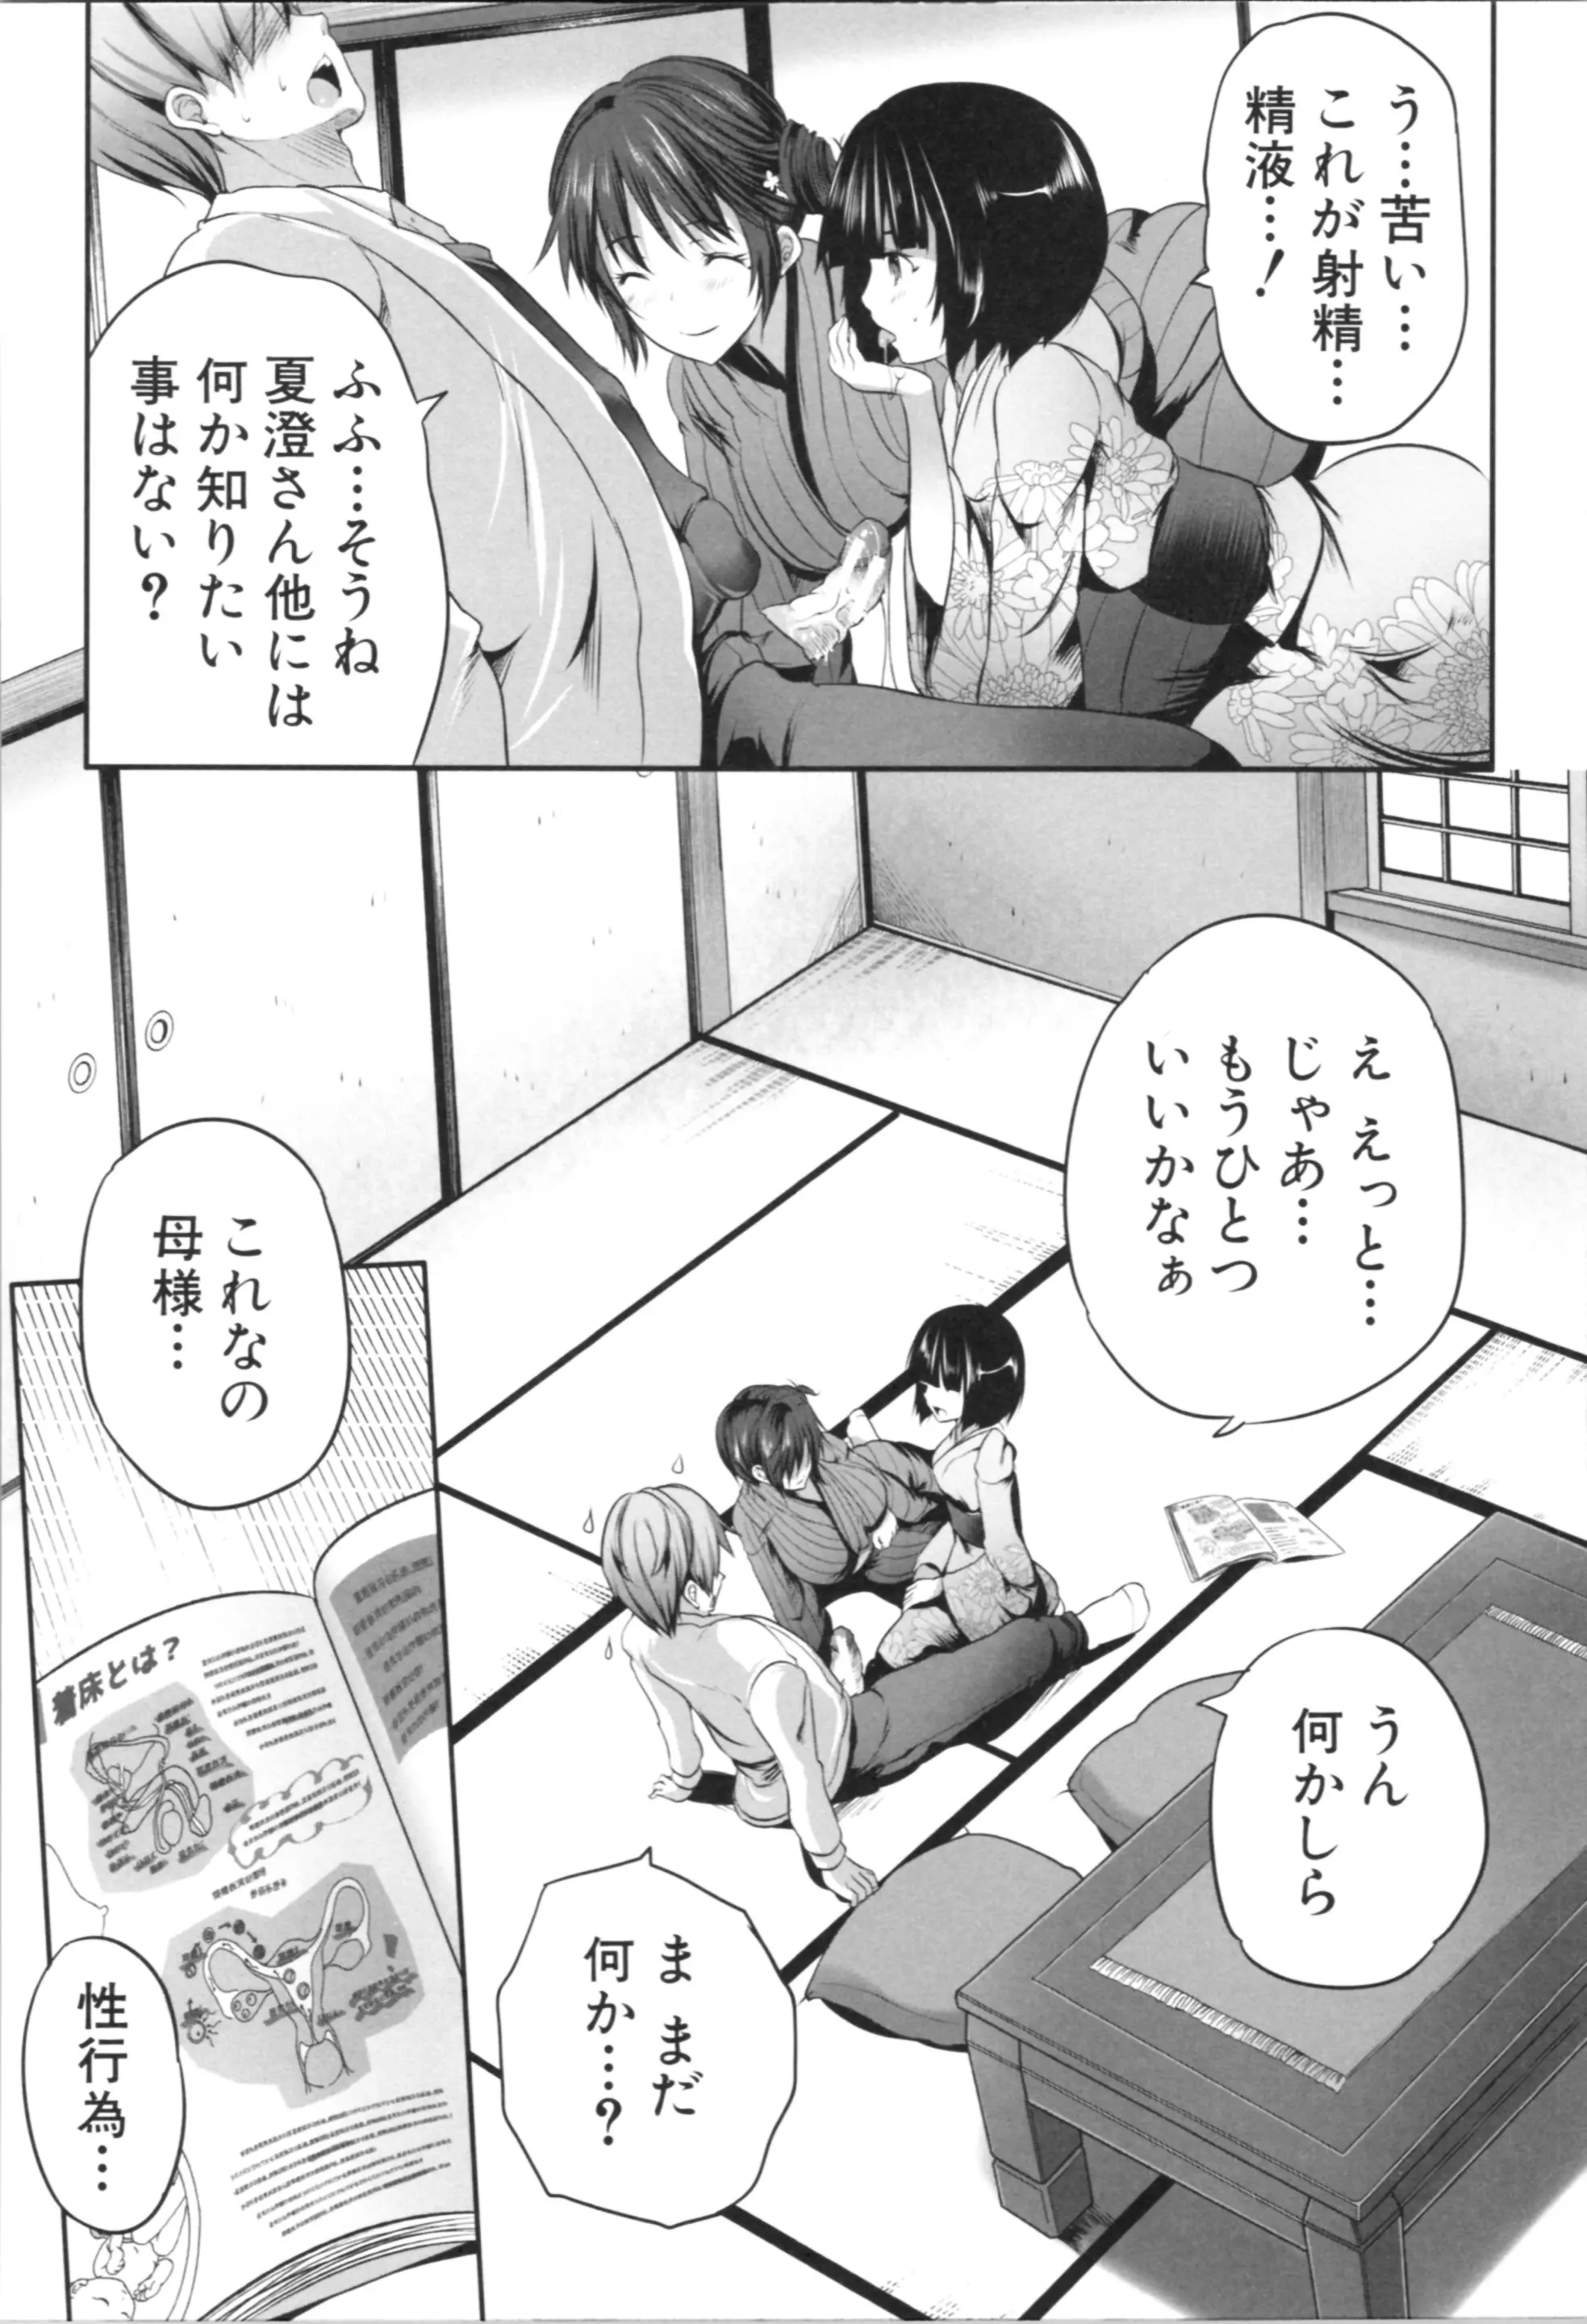 う…苦い…
これが射精…
精液…！
ふふ…そうね
夏澄さん他には
何か知りたい
事はない？
え えっと…
じゃあ…
もうひとつ
いいかなぁ
うん
何かしら
ま まだ
何か…？
これなの
母様…
着床とは？
性行為…